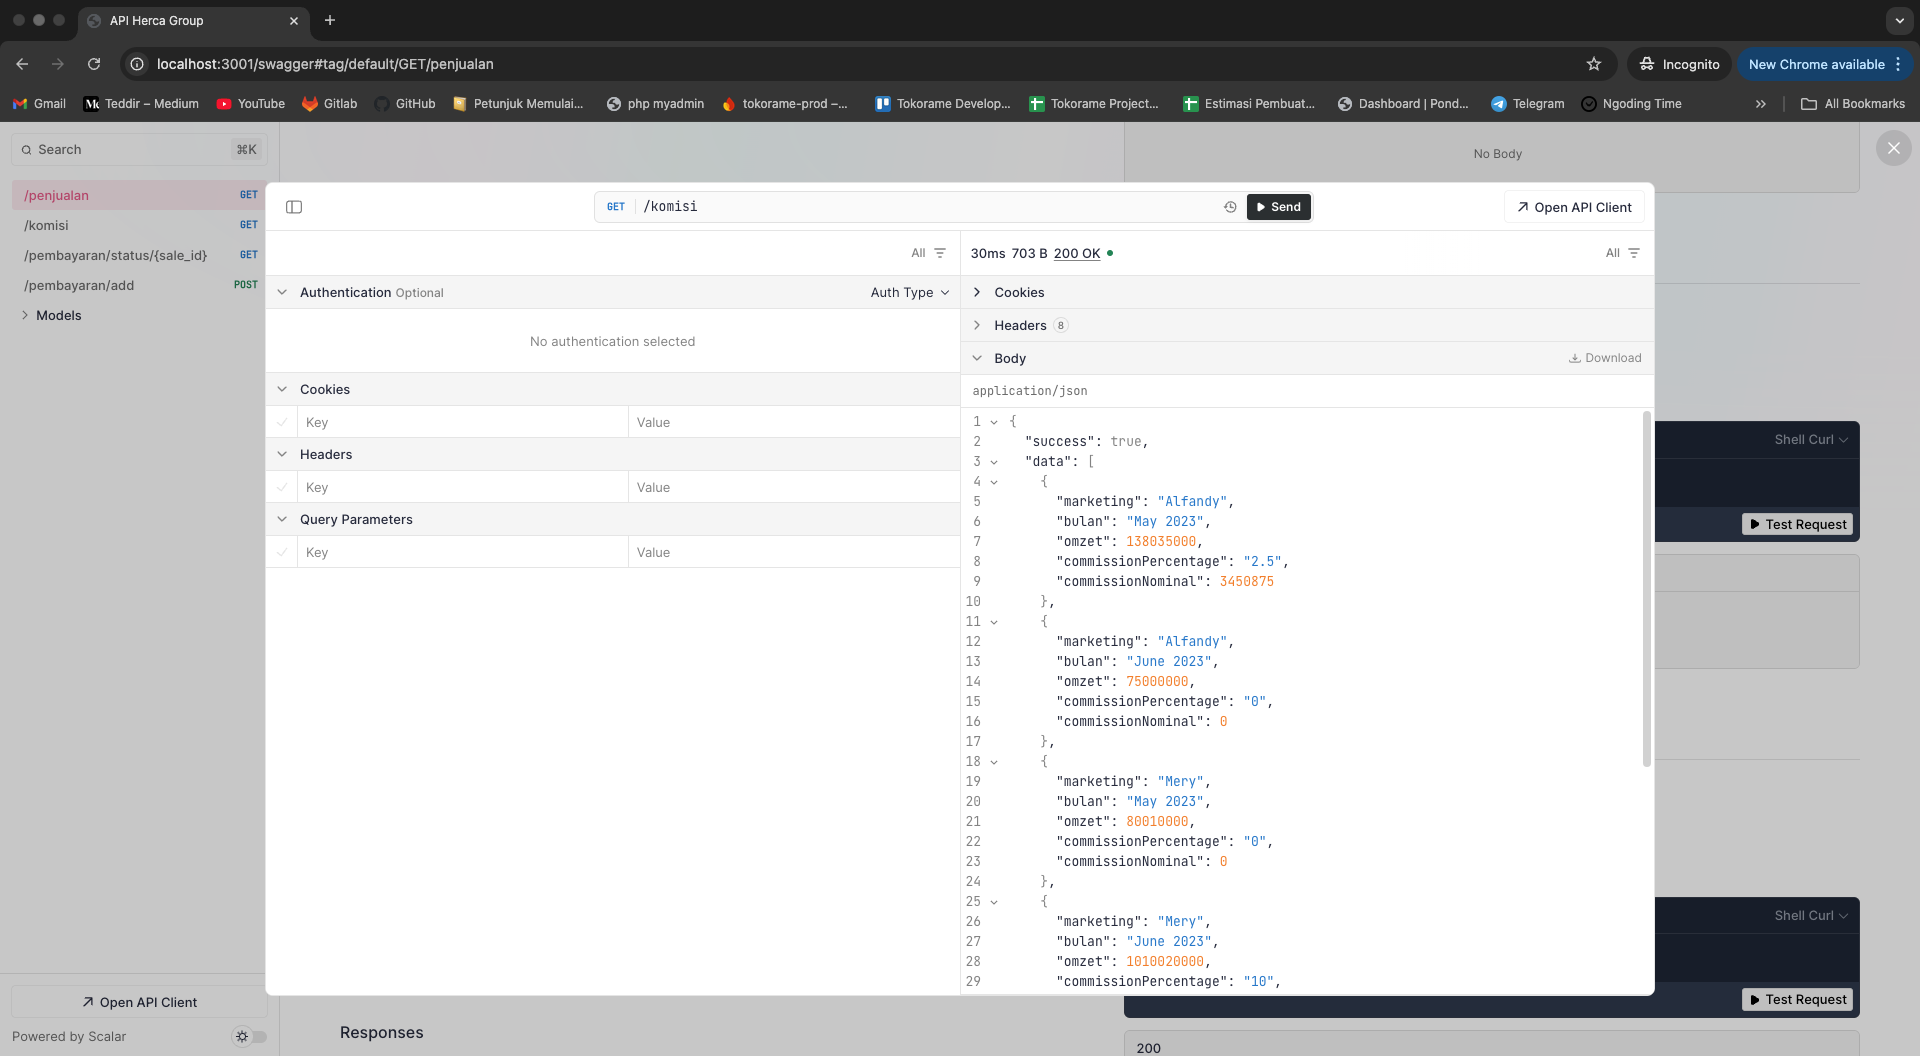 API Herca Group
localhost:3001/swagger#tag/default/GET/penjualan
Incognito
New Chrome available
Gmail
Teddir – Medium
YouTube
Gitlab
GitHub
Petunjuk Memulai...
php myadmin
tokorame-prod –...
Tokorame Develop...
Tokorame Project...
Estimasi Pembuat...
Dashboard | Pond...
Telegram
Ngoding Time
All Bookmarks
Search
⌘K
/penjualan GET
/komisi GET
/pembayaran/status/{sale_id} GET
/pembayaran/add POST
Models
Open API Client
Powered by Scalar
No Body
GET /komisi
Send
Open API Client
All
Authentication Optional
Auth Type
No authentication selected
Cookies
Key Value
Headers
Key Value
Query Parameters
Key Value
30ms 703 B 200 OK
All
Cookies
Headers 8
Body
Download
application/json
1 {
2 "success": true,
3 "data": [
4 {
5 "marketing": "Alfandy",
6 "bulan": "May 2023",
7 "omzet": 138035000,
8 "commissionPercentage": "2.5",
9 "commissionNominal": 3450875
10 },
11 {
12 "marketing": "Alfandy",
13 "bulan": "June 2023",
14 "omzet": 75000000,
15 "commissionPercentage": "0",
16 "commissionNominal": 0
17 },
18 {
19 "marketing": "Mery",
20 "bulan": "May 2023",
21 "omzet": 80010000,
22 "commissionPercentage": "0",
23 "commissionNominal": 0
24 },
25 {
26 "marketing": "Mery",
27 "bulan": "June 2023",
28 "omzet": 1010020000,
29 "commissionPercentage": "10",
Shell Curl
Test Request
Shell Curl
Test Request
Responses
200